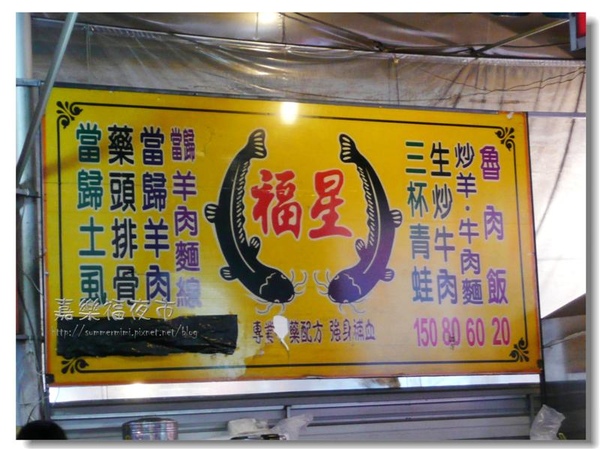 福星
魯肉飯 20
炒羊·牛肉麵 60
生炒牛肉 80
三杯青蛙 150
當歸羊肉麵線
當歸羊肉
藥頭排骨
當歸土虱
專業 藥配方 強身補血
嘉樂福夜市
http://summermimi.pixnet.net/blog